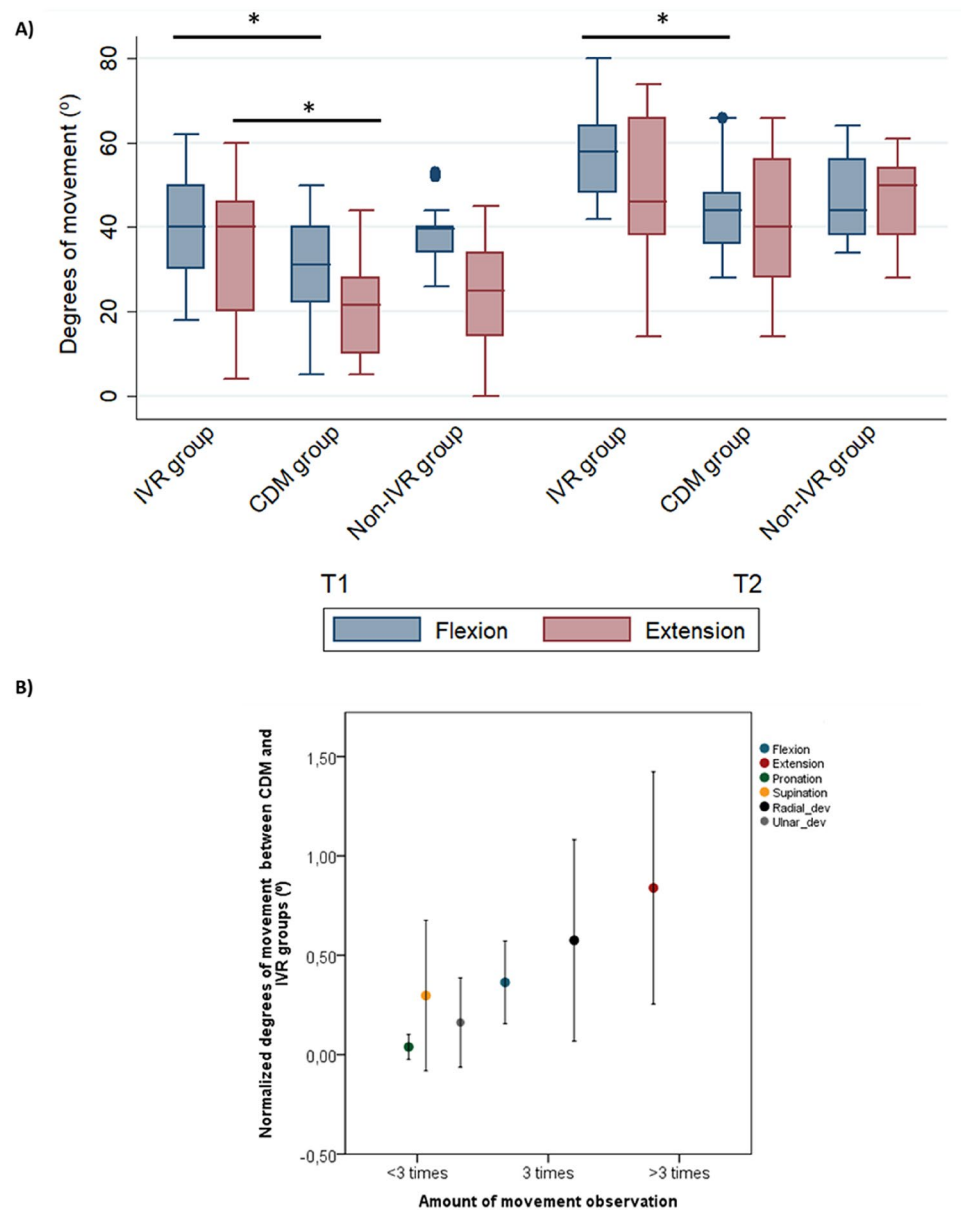 A)
*
*
*
Degrees of movement (º)
80
60
40
20
0
IVR group
CDM group
Non-IVR group
IVR group
CDM group
Non-IVR group
T1
T2
Flexion
Extension
B)
Normalized degrees of movement between CDM and
IVR groups (º)
1,50
1,00
0,50
0,00
-0,50
<3 times
3 times
>3 times
Amount of movement observation
Flexion
Extension
Pronation
Supination
Radial_dev
Ulnar_dev